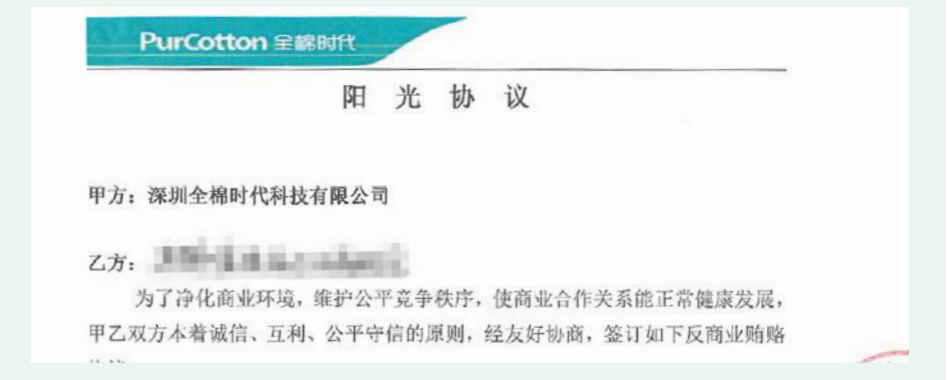 PurCotton 全棉时代
阳 光 协 议
甲方：深圳全棉时代科技有限公司
乙方：
为了净化商业环境，维护公平竞争秩序，使商业合作关系能正常健康发展，
甲乙双方本着诚信、互利、公平守信的原则，经友好协商，签订如下反商业贿赂